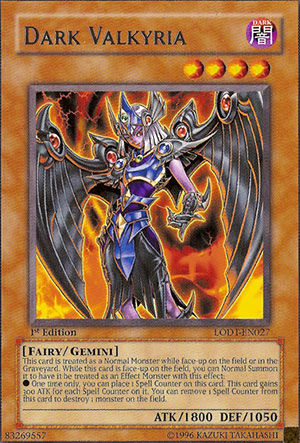 DARK VALKYRIA
DARK
闇
1st Edition
LODT-EN027
[FAIRY/GEMINI]
This card is treated as a Normal Monster while face-up on the field or in the
Graveyard. While this card is face-up on the field, you can Normal Summon
it to have it be treated as an Effect Monster with this effect:
● One time only, you can place 1 Spell Counter on this card. This card gains
300 ATK for each Spell Counter on it. You can remove 1 Spell Counter from
this card to destroy 1 monster on the field.
ATK/1800 DEF/1050
83269557
©1996 KAZUKI TAKAHASHI